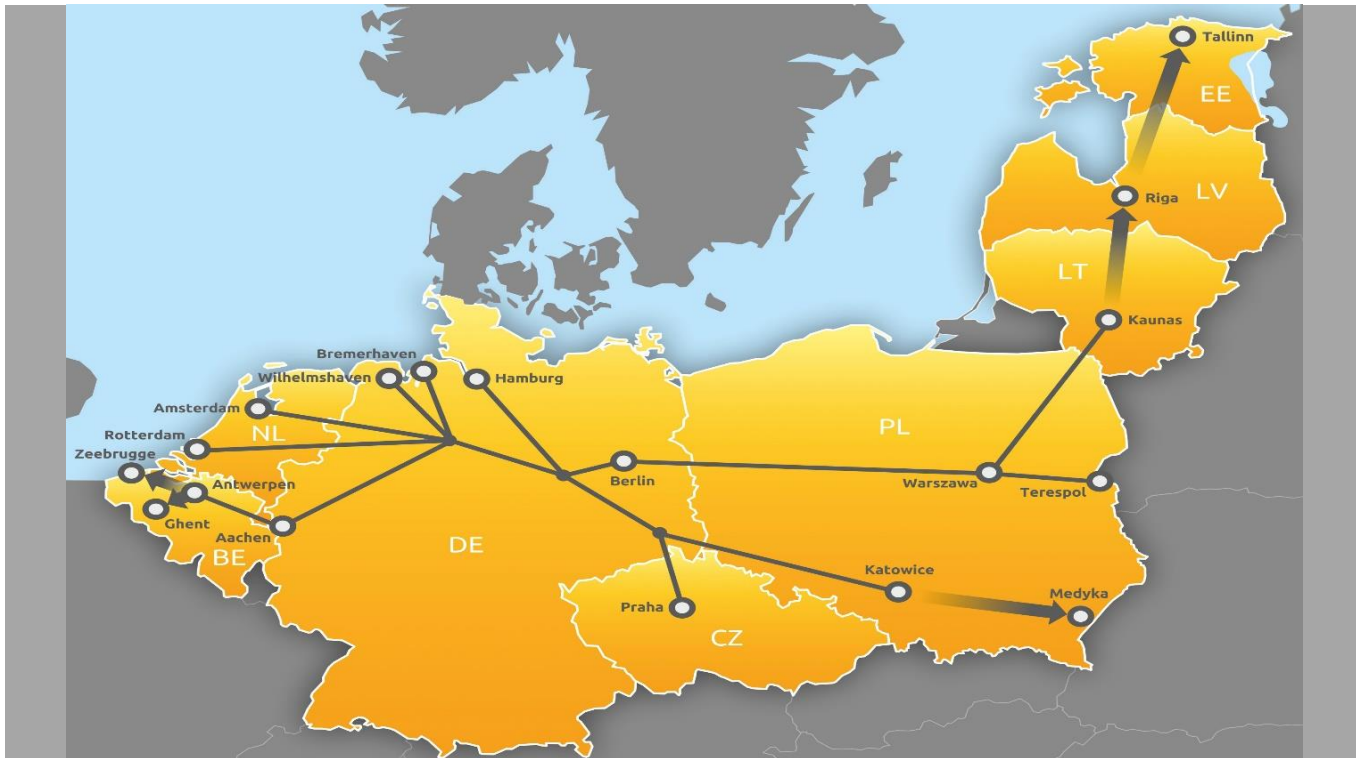 Tallinn
EE
Riga
LV
LT
Kaunas
Bremerhaven
Wilhelmshaven
Hamburg
Amsterdam
Rotterdam
NL
PL
Zeebrugge
Antwerpen
Berlin
Warszawa
Terespol
Ghent
Aachen
BE
DE
Katowice
Medyka
Praha
CZ